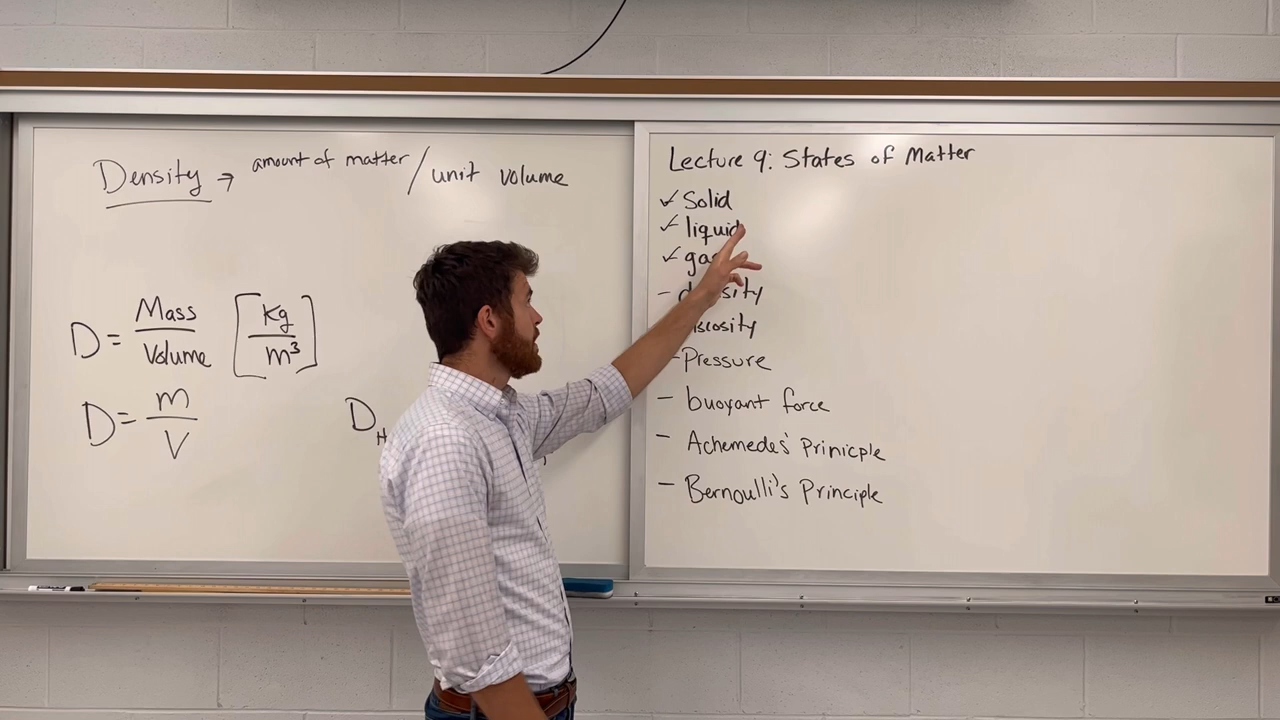 Density → amount of matter / unit volume
D = Mass / Volume [Kg / m³]
D = m / V
D
Lecture 9: States of Matter
✓ Solid
✓ liquid
✓
-
- Pressure
- buoyant force
- Achemedes' Prinicple
- Bernoulli's Principle